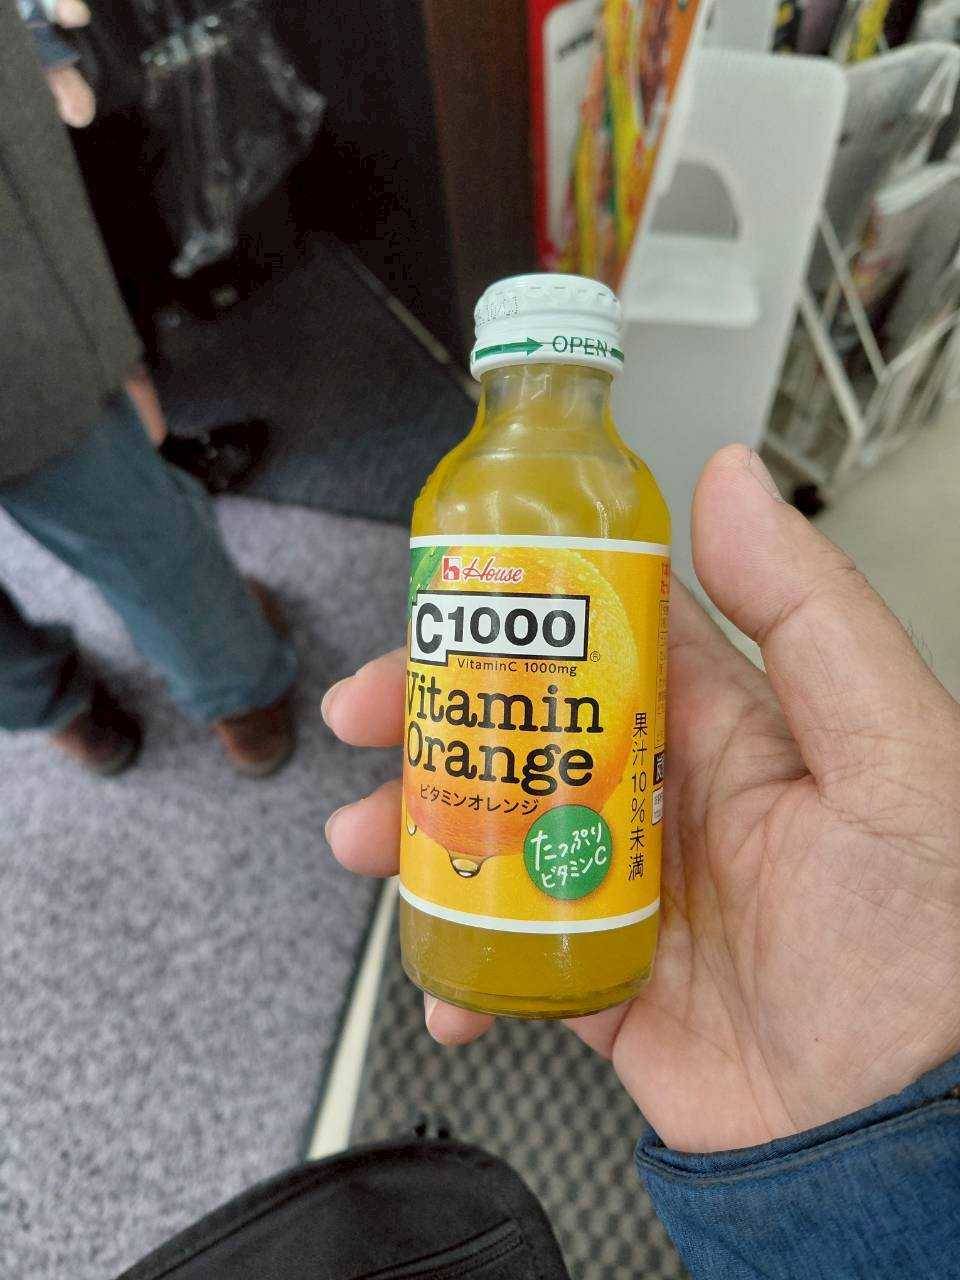 OPEN
House
C1000
VitaminC 1000mg
Vitamin
Orange
ビタミンオレンジ
たっぷり
ビタミンC
果汁10%未満